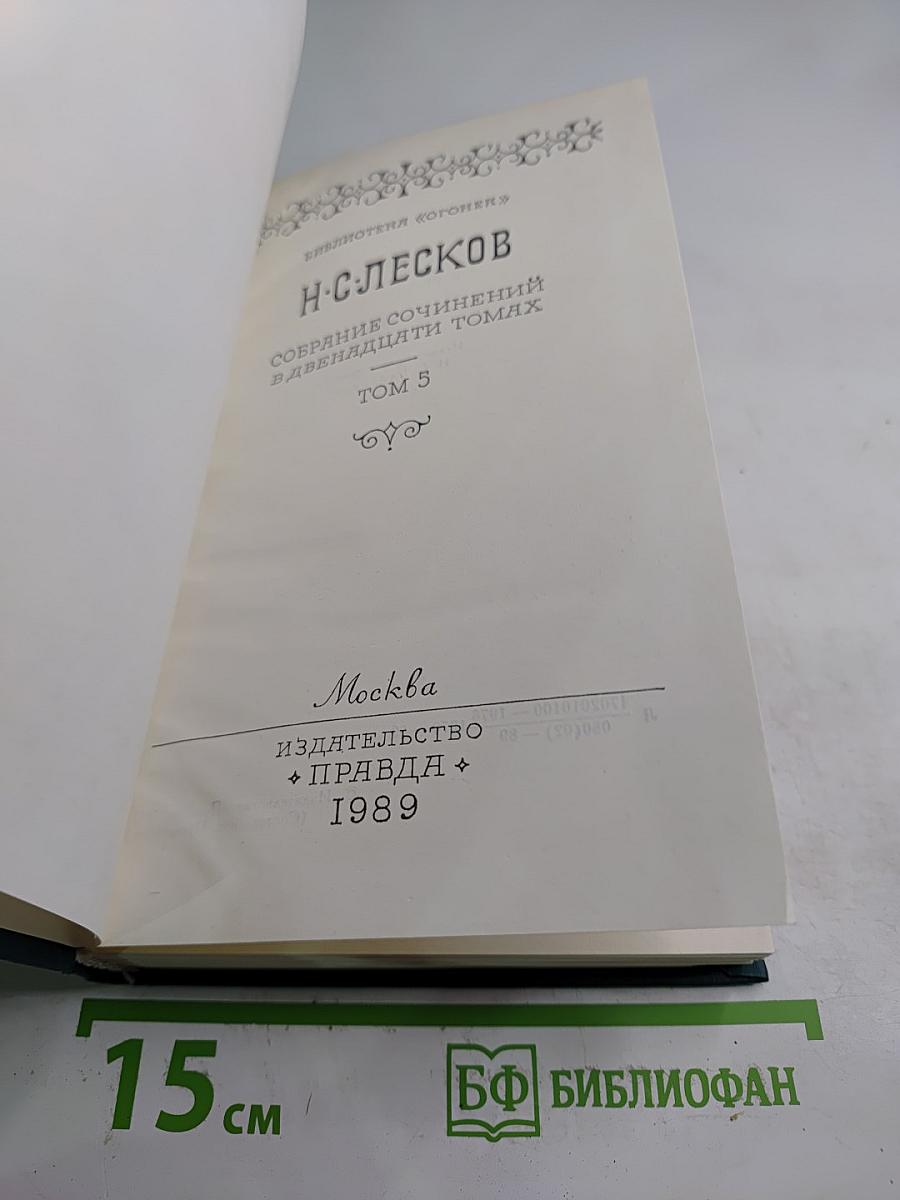 БИБЛИОТЕКА «ОГОНЕК»
Н·С·ЛЕСКОВ
СОБРАНИЕ СОЧИНЕНИЙ
В ДВЕНАДЦАТИ ТОМАХ
ТОМ 5
Москва
ИЗДАТЕЛЬСТВО
ПРАВДА
1989
15 см
БФ БИБЛИОФАН